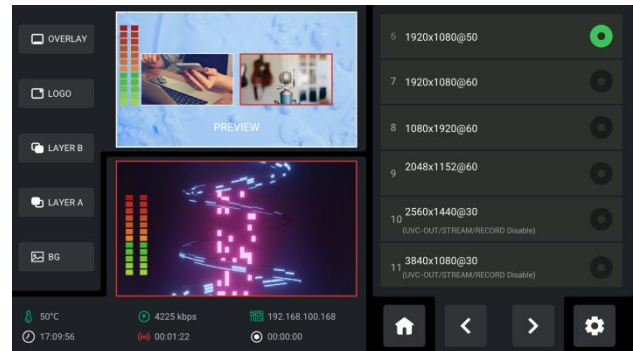 OVERLAY
LOGO
LAYER B
LAYER A
BG
PREVIEW
50°C
4225 kbps
192.168.100.168
17:09:56
00:01:22
00:00:00
6 1920x1080@50
7 1920x1080@60
8 1080x1920@60
9 2048x1152@60
10 2560x1440@30
(UVC-OUT/STREAM/RECORD Disable)
11 3840x1080@30
(UVC-OUT/STREAM/RECORD Disable)